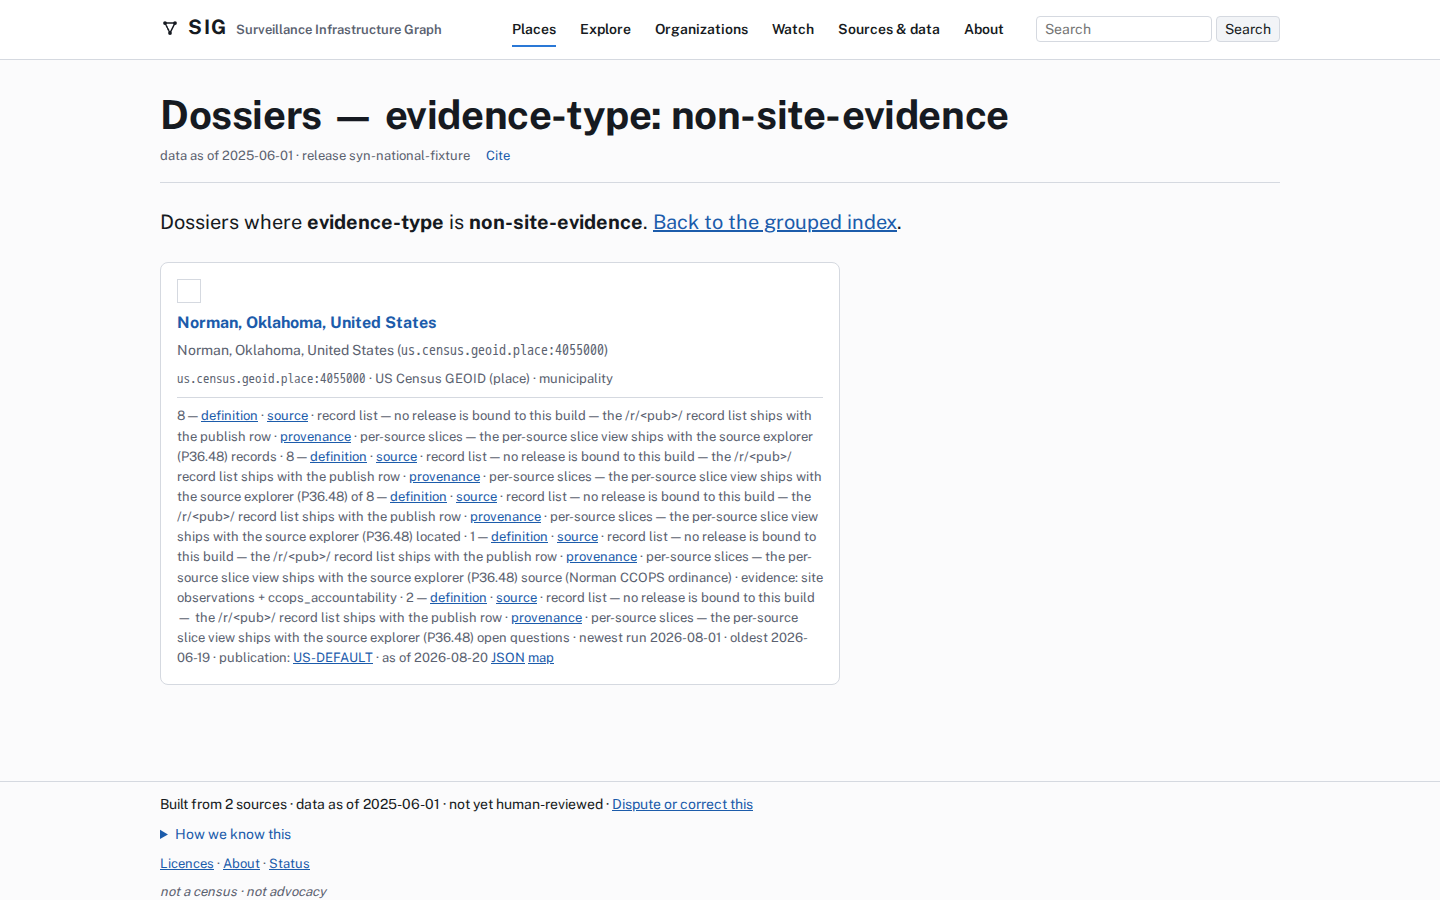 SIG Surveillance Infrastructure Graph Places Explore Organizations Watch Sources & data About Search Search
Dossiers — evidence-type: non-site-evidence
data as of 2025-06-01 · release syn-national-fixture Cite
Dossiers where evidence-type is non-site-evidence. Back to the grouped index.
Norman, Oklahoma, United States
Norman, Oklahoma, United States (us.census.geoid.place:4055000)
us.census.geoid.place:4055000 · US Census GEOID (place) · municipality
8 — definition · source · record list — no release is bound to this build — the /r/<pub>/ record list ships with
the publish row · provenance · per-source slices — the per-source slice view ships with the source explorer
(P36.48) records · 8 — definition · source · record list — no release is bound to this build — the /r/<pub>/
record list ships with the publish row · provenance · per-source slices — the per-source slice view ships with
the source explorer (P36.48) of 8 — definition · source · record list — no release is bound to this build — the
/r/<pub>/ record list ships with the publish row · provenance · per-source slices — the per-source slice view
ships with the source explorer (P36.48) located · 1 — definition · source · record list — no release is bound to
this build — the /r/<pub>/ record list ships with the publish row · provenance · per-source slices — the per-
source slice view ships with the source explorer (P36.48) source (Norman CCOPS ordinance) · evidence: site
observations + ccops_accountability · 2 — definition · source · record list — no release is bound to this build
— the /r/<pub>/ record list ships with the publish row · provenance · per-source slices — the per-source
slice view ships with the source explorer (P36.48) open questions · newest run 2026-08-01 · oldest 2026-
06-19 · publication: US-DEFAULT · as of 2026-08-20 JSON map
Built from 2 sources · data as of 2025-06-01 · not yet human-reviewed · Dispute or correct this
How we know this
Licences · About · Status
not a census · not advocacy